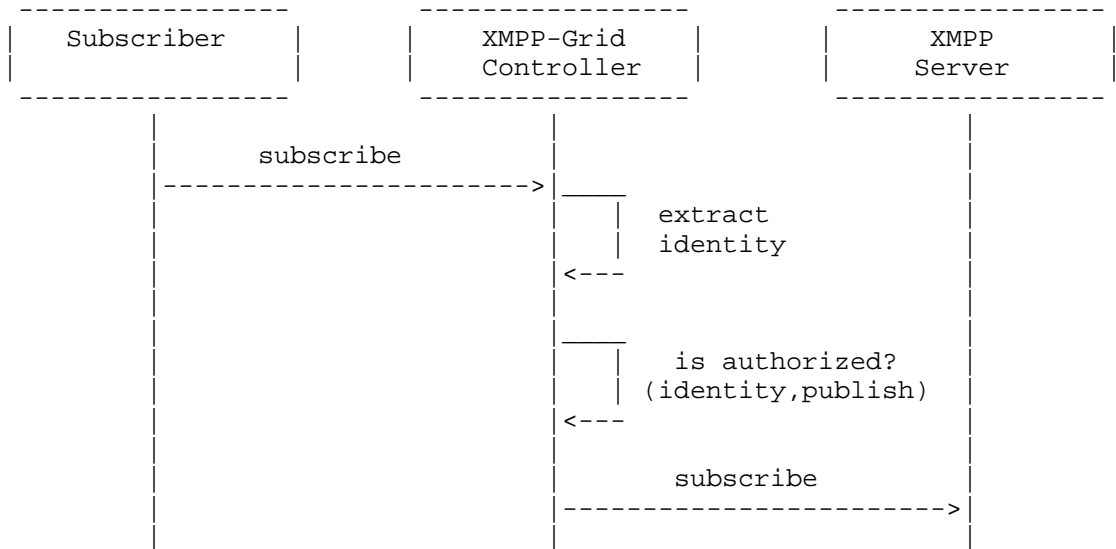 Subscriber XMPP-Grid XMPP
Controller Server
subscribe
extract
identity
is authorized?
(identity,publish)
subscribe